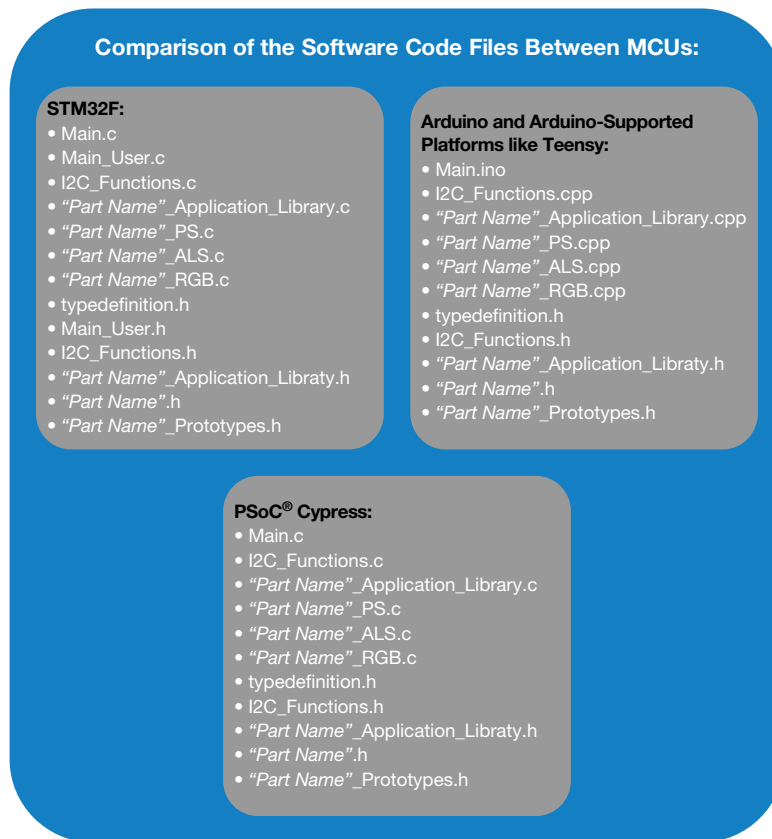 Comparison of the Software Code Files Between MCUs:
STM32F:
• Main.c
• Main_User.c
• I2C_Functions.c
• “Part Name”_Application_Library.c
• “Part Name”_PS.c
• “Part Name”_ALS.c
• “Part Name”_RGB.c
• typedefinition.h
• Main_User.h
• I2C_Functions.h
• “Part Name”_Application_Libraty.h
• “Part Name”.h
• “Part Name”_Prototypes.h
Arduino and Arduino-Supported
Platforms like Teensy:
• Main.ino
• I2C_Functions.cpp
• “Part Name”_Application_Library.cpp
• “Part Name”_PS.cpp
• “Part Name”_ALS.cpp
• “Part Name”_RGB.cpp
• typedefinition.h
• I2C_Functions.h
• “Part Name”_Application_Libraty.h
• “Part Name”.h
• “Part Name”_Prototypes.h
PSoC® Cypress:
• Main.c
• I2C_Functions.c
• “Part Name”_Application_Library.c
• “Part Name”_PS.c
• “Part Name”_ALS.c
• “Part Name”_RGB.c
• typedefinition.h
• I2C_Functions.h
• “Part Name”_Application_Libraty.h
• “Part Name”.h
• “Part Name”_Prototypes.h